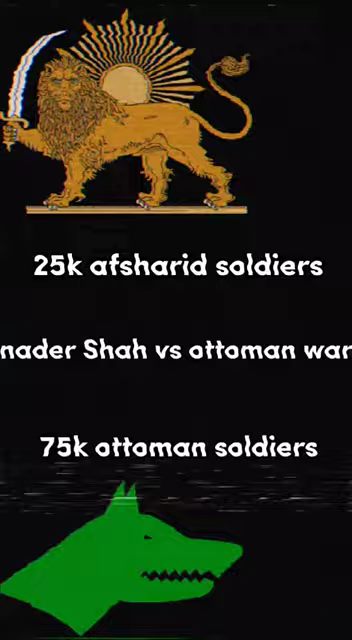 25k afsharid soldiers
nader Shah vs ottoman war
75k ottoman soldiers